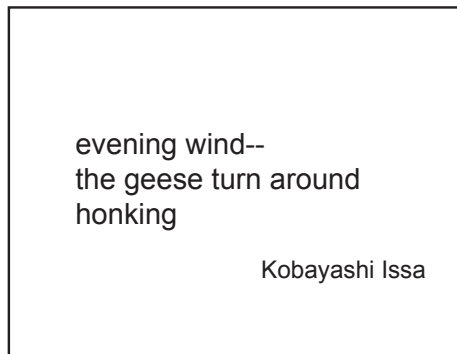 evening wind--
the geese turn around
honking
Kobayashi Issa